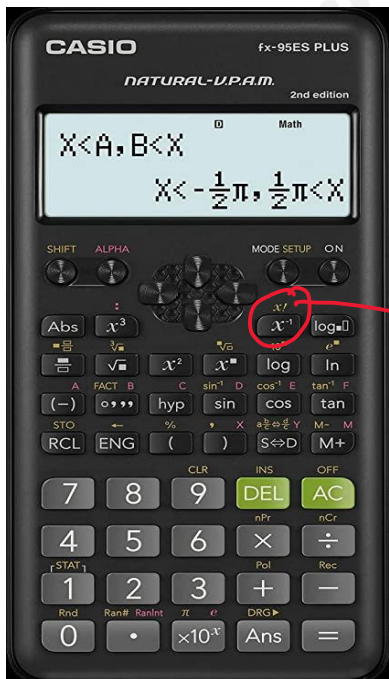 CASIO fx-95ES PLUS
NATURAL-V.P.A.M.
2nd edition
D Math
X<A,B<X
X<-1/2π,1/2π<X
SHIFT ALPHA MODE SETUP ON
: x!
Abs x³ x⁻¹ log■□
³√ ■√□ e■
√■ x² x■ log ln
A FACT B C sin⁻¹ D cos⁻¹ E tan⁻¹ F
(−) °''' hyp sin cos tan
STO ← % , X a b/c⇔d/c Y M− M
RCL ENG ( ) S⇔D M+
CLR INS OFF
7 8 9 DEL AC
nPr nCr
4 5 6 × ÷
STAT Pol Rec
1 2 3 + −
Rnd Ran# RanInt π e DRG▶
0 • ×10ˣ Ans =